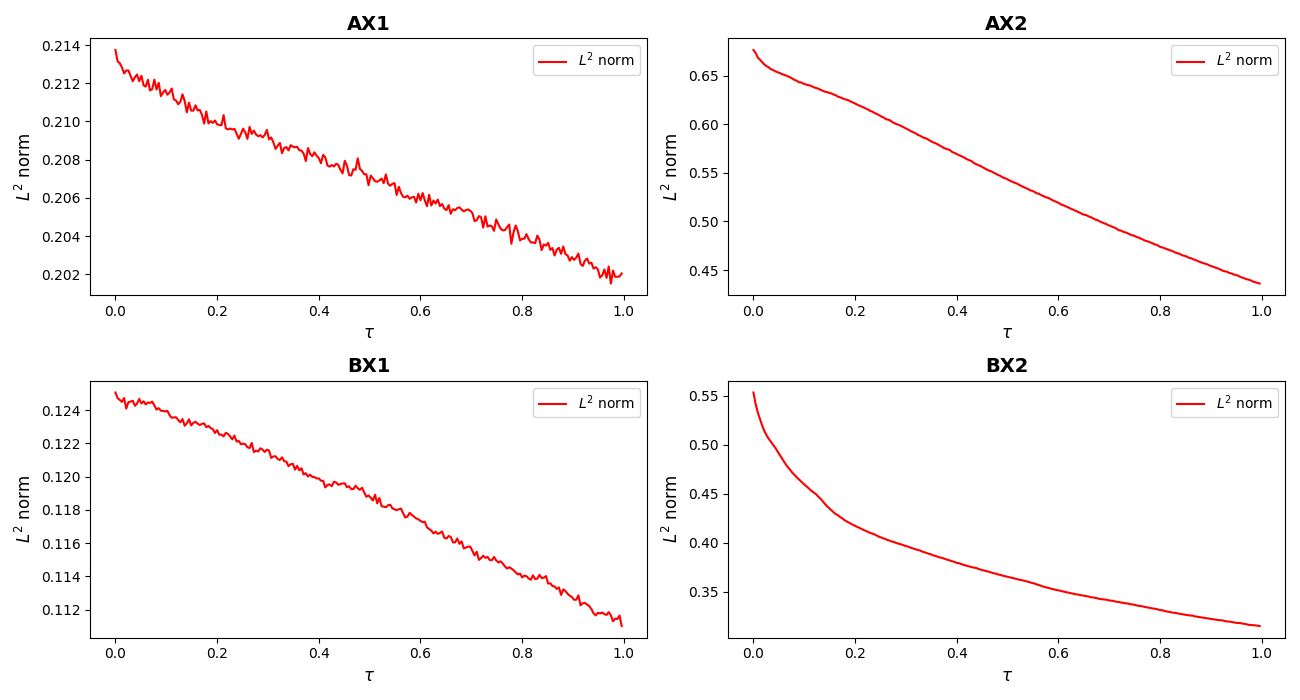 AX1
L² norm
0.214
0.212
0.210
0.208
0.206
0.204
0.202
L² norm
0.0 0.2 0.4 0.6 0.8 1.0
τ
AX2
L² norm
0.65
0.60
0.55
0.50
0.45
L² norm
0.0 0.2 0.4 0.6 0.8 1.0
τ
BX1
L² norm
0.124
0.122
0.120
0.118
0.116
0.114
0.112
L² norm
0.0 0.2 0.4 0.6 0.8 1.0
τ
BX2
L² norm
0.55
0.50
0.45
0.40
0.35
L² norm
0.0 0.2 0.4 0.6 0.8 1.0
τ